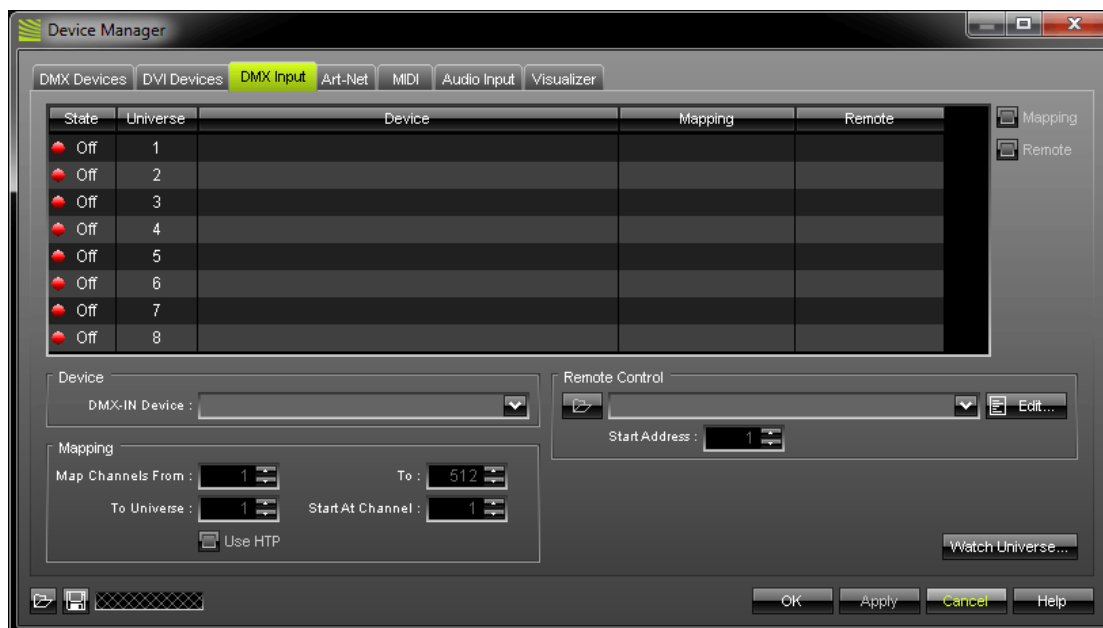 Device Manager
DMX Devices DVI Devices DMX Input Art-Net MIDI Audio Input Visualizer
State Universe Device Mapping Remote
Mapping
Remote
Off 1
Off 2
Off 3
Off 4
Off 5
Off 6
Off 7
Off 8
Device
DMX-IN Device :
Remote Control
Edit...
Start Address : 1
Mapping
Map Channels From : 1 To : 512
To Universe : 1 Start At Channel : 1
Use HTP
Watch Universe...
OK Apply Cancel Help